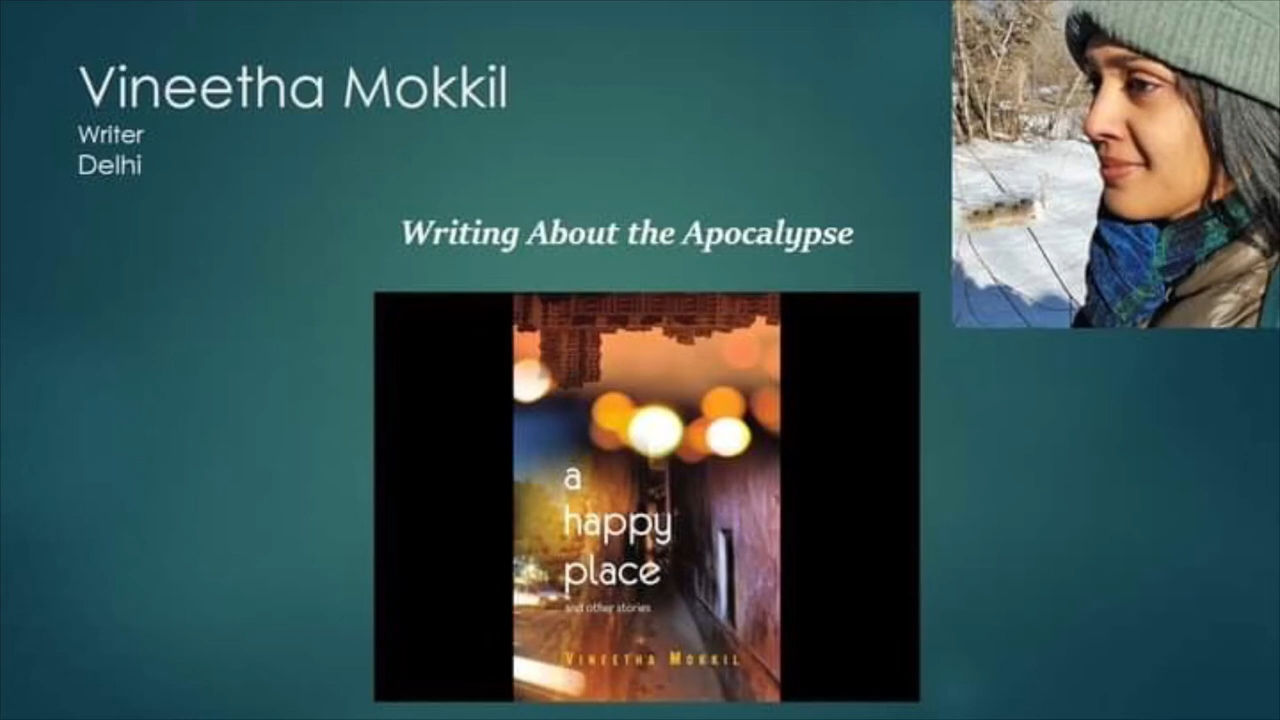 Vineetha Mokkil
Writer
Delhi
Writing About the Apocalypse
a
happy
place
and other stories
VINEETHA MOKKIL